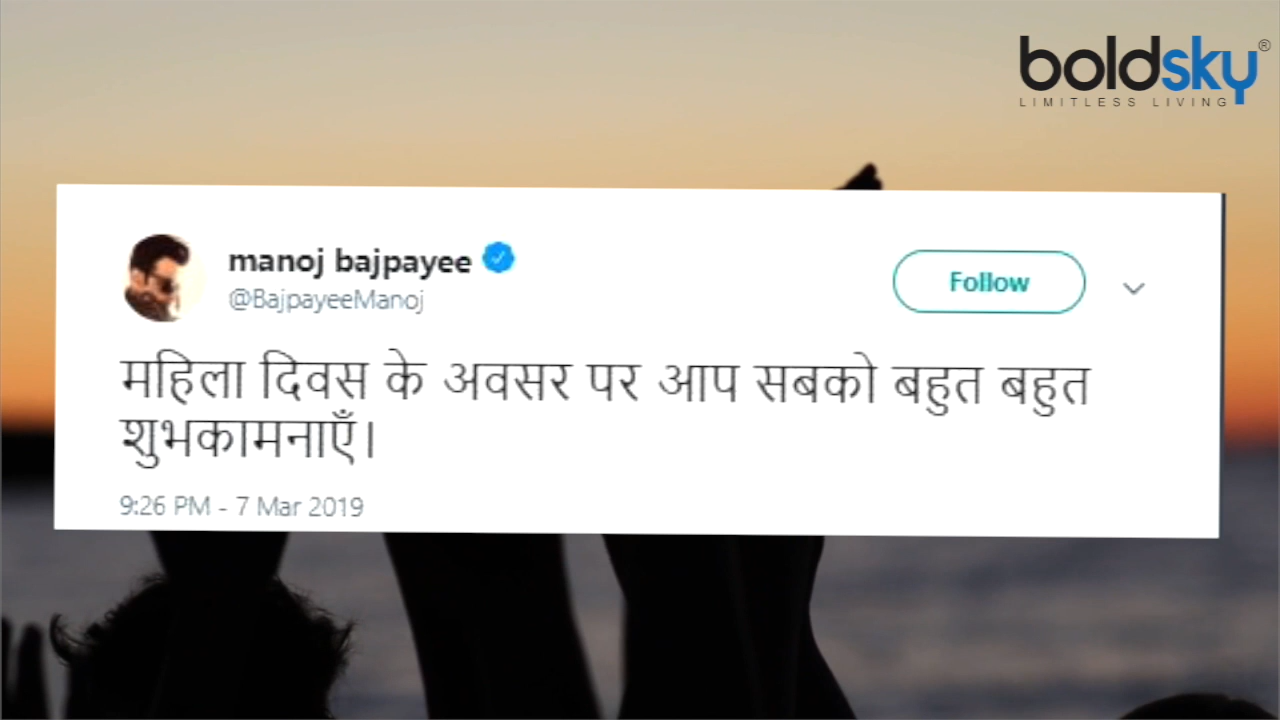 boldsky®
LIMITLESS LIVING
manoj bajpayee
@BajpayeeManoj
Follow
महिला दिवस के अवसर पर आप सबको बहुत बहुत
शुभकामनाएँ।
9:26 PM - 7 Mar 2019